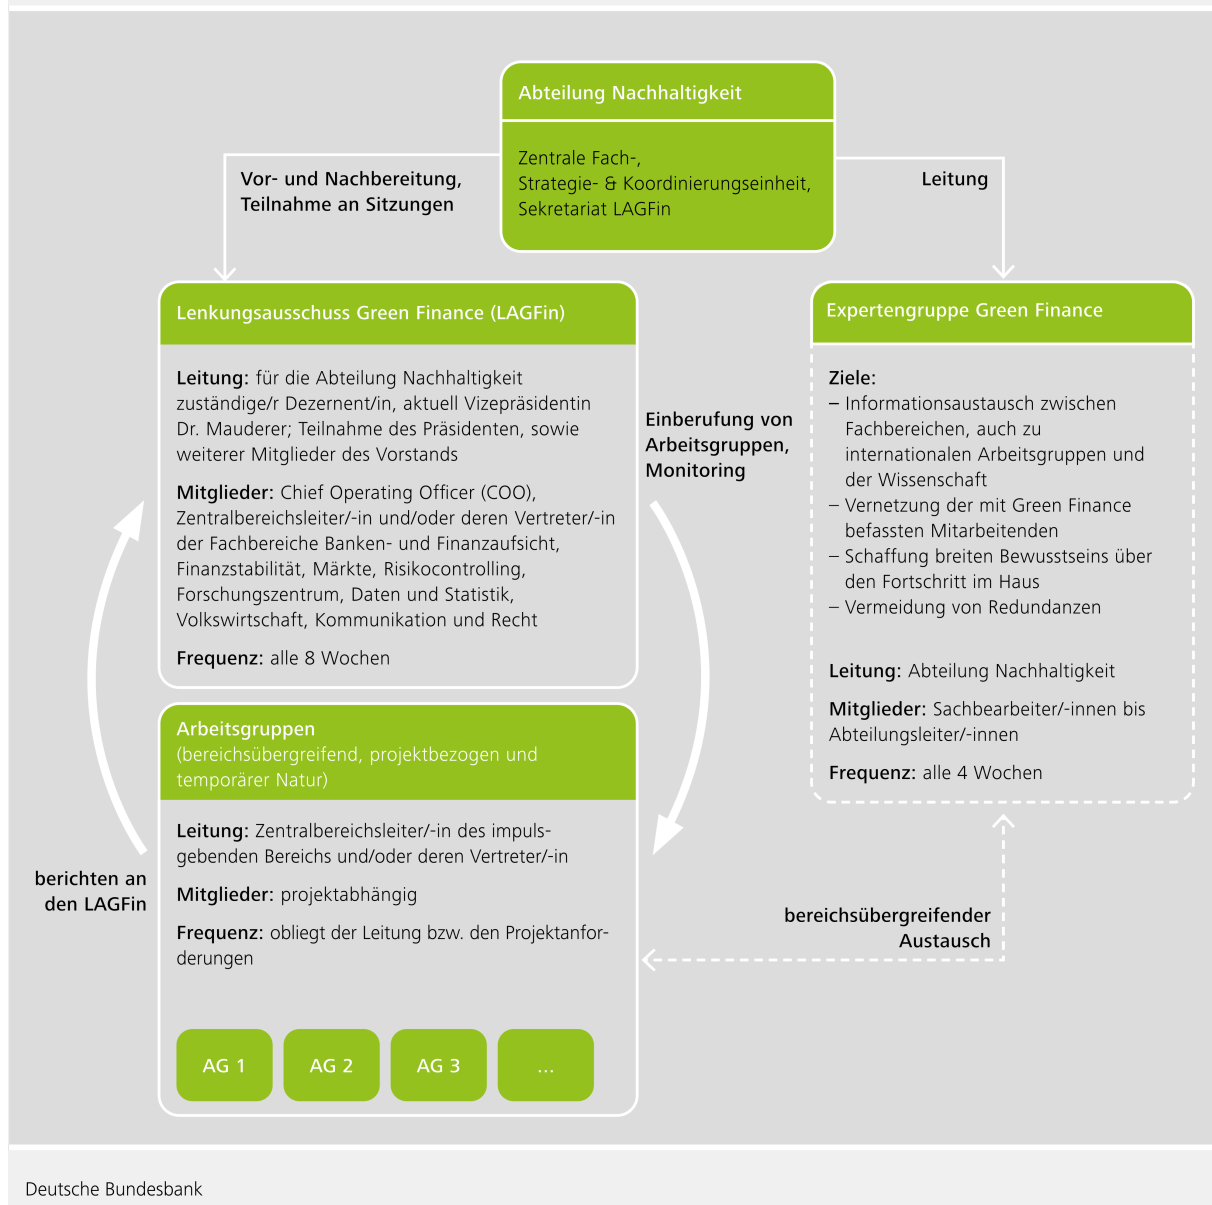 Abteilung Nachhaltigkeit
Zentrale Fach-,
Strategie- & Koordinierungseinheit,
Sekretariat LAGFin
Vor- und Nachbereitung,
Teilnahme an Sitzungen
Leitung
Lenkungsausschuss Green Finance (LAGFin)
Leitung: für die Abteilung Nachhaltigkeit
zuständige/r Dezernent/in, aktuell Vizepräsidentin
Dr. Mauderer; Teilnahme des Präsidenten, sowie
weiterer Mitglieder des Vorstands
Mitglieder: Chief Operating Officer (COO),
Zentralbereichsleiter/-in und/oder deren Vertreter/-in
der Fachbereiche Banken- und Finanzaufsicht,
Finanzstabilität, Märkte, Risikocontrolling,
Forschungszentrum, Daten und Statistik,
Volkswirtschaft, Kommunikation und Recht
Frequenz: alle 8 Wochen
Einberufung von
Arbeitsgruppen,
Monitoring
Expertengruppe Green Finance
Ziele:
– Informationsaustausch zwischen
Fachbereichen, auch zu
internationalen Arbeitsgruppen und
der Wissenschaft
– Vernetzung der mit Green Finance
befassten Mitarbeitenden
– Schaffung breiten Bewusstseins über
den Fortschritt im Haus
– Vermeidung von Redundanzen
Leitung: Abteilung Nachhaltigkeit
Mitglieder: Sachbearbeiter/-innen bis
Abteilungsleiter/-innen
Frequenz: alle 4 Wochen
Arbeitsgruppen
(bereichsübergreifend, projektbezogen und
temporärer Natur)
Leitung: Zentralbereichsleiter/-in des impuls-
gebenden Bereichs und/oder deren Vertreter/-in
Mitglieder: projektabhängig
Frequenz: obliegt der Leitung bzw. den Projektanfor-
derungen
AG 1
AG 2
AG 3
...
berichten an
den LAGFin
bereichsübergreifender
Austausch
Deutsche Bundesbank